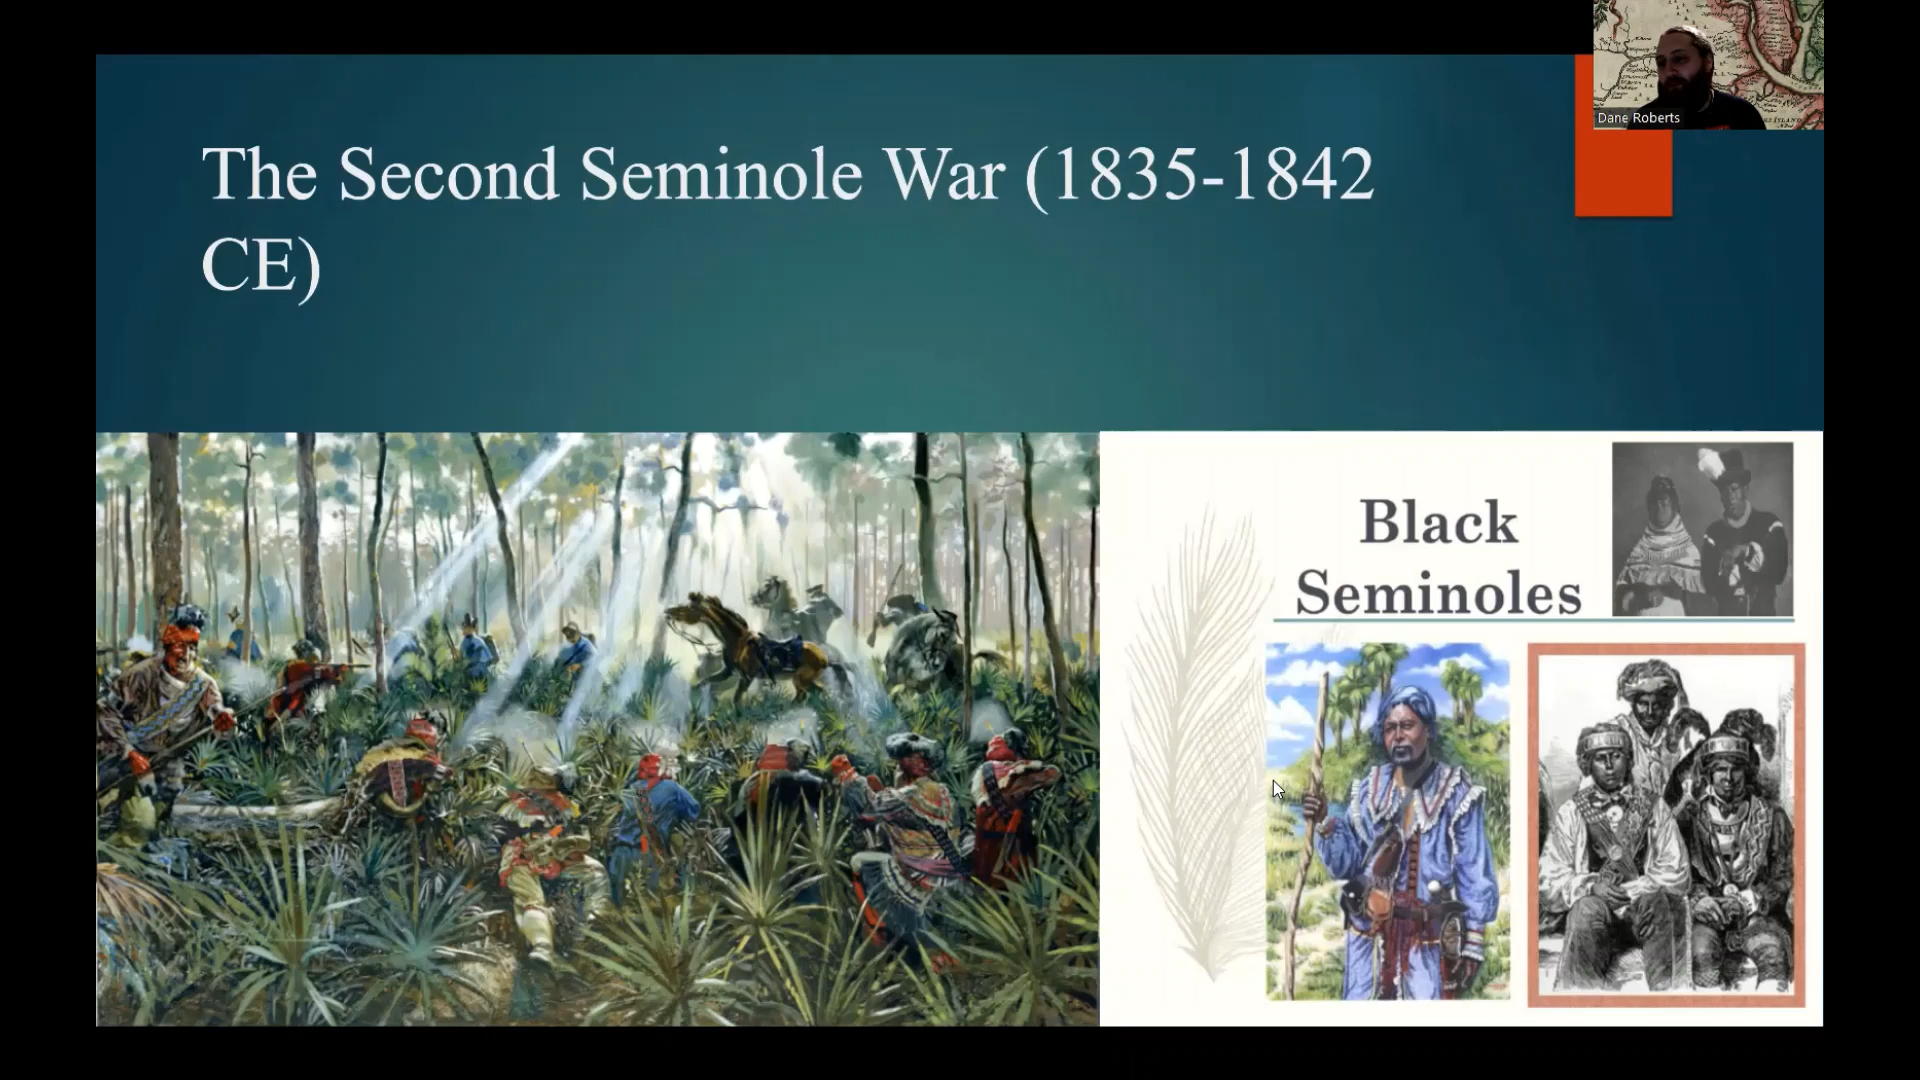 The Second Seminole War (1835-1842
CE)
Dane Roberts
Black
Seminoles